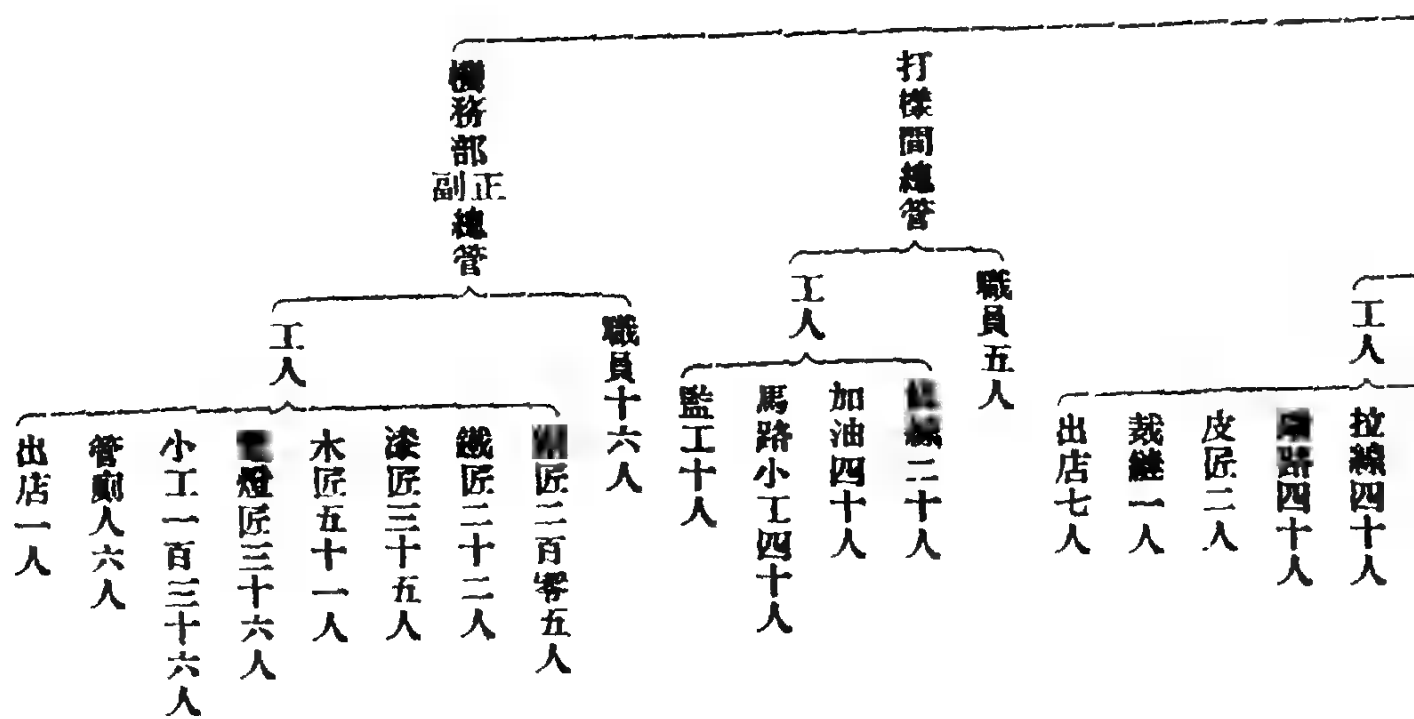 工人
拉線四十人
路四十人
皮匠二人
裁縫一人
出店七人
打樣間總管
職員五人
工人
線二十人
加油四十人
馬路小工四十人
監工十人
機務部正副總管
職員十六人
工人
匠二百零五人
鐵匠二十二人
漆匠三十五人
木匠五十一人
燈匠三十六人
小工一百三十六人
管廁人六人
出店一人